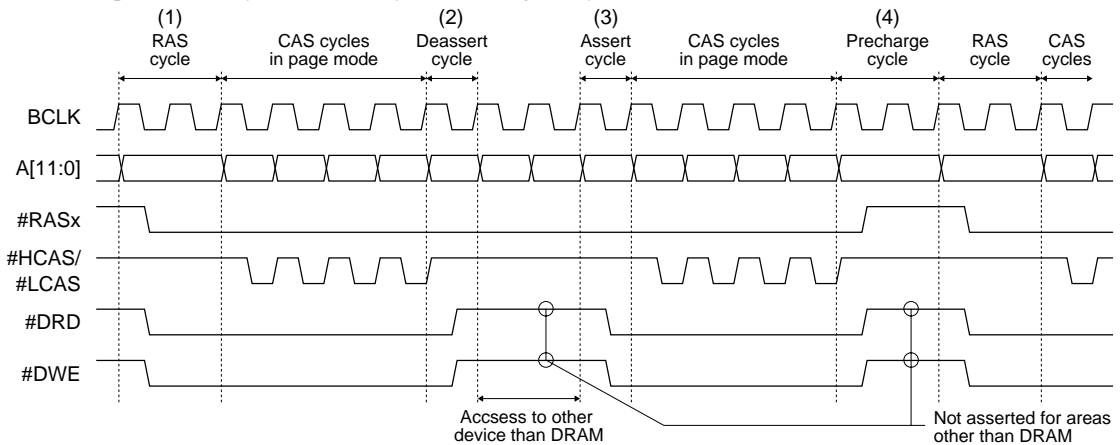 (1) (2) (3) (4)
RAS cycle
CAS cycles in page mode
Deassert cycle
Assert cycle
CAS cycles in page mode
Precharge cycle
RAS cycle
CAS cycles
BCLK
A[11:0]
#RASx
#HCAS/
#LCAS
#DRD
#DWE
Accsess to other
device than DRAM
Not asserted for areas
other than DRAM